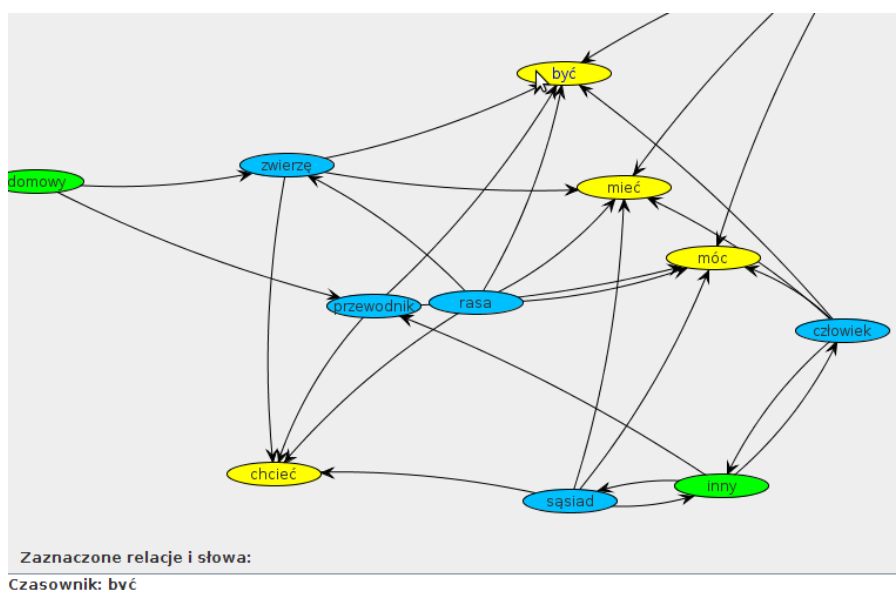 być
zwierzę
domowy
mieć
móc
przewodnik
rasa
człowiek
chcieć
inny
sąsiad
Zaznaczone relacje i słowa:
Czasownik: być